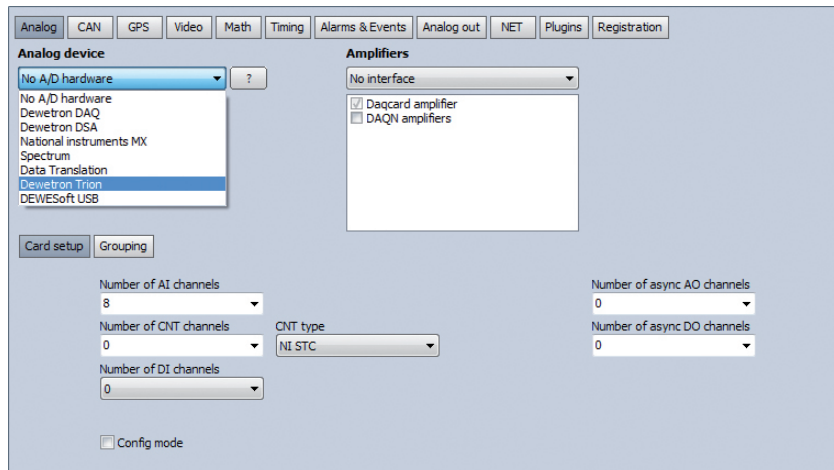 Analog CAN GPS Video Math Timing Alarms & Events Analog out NET Plugins Registration
Analog device
No A/D hardware ?
No A/D hardware
Dewetron DAQ
Dewetron DSA
National instruments MX
Spectrum
Data Translation
Dewetron Trion
DEWESoft USB
Amplifiers
No interface
Daqcard amplifier
DAQN amplifiers
Card setup Grouping
Number of AI channels
8
Number of CNT channels
0
CNT type
NI STC
Number of DI channels
0
Number of async AO channels
0
Number of async DO channels
0
Config mode